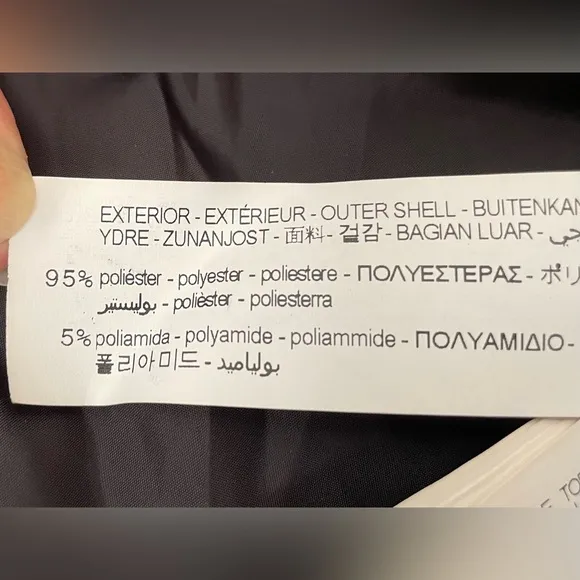 EXTERIOR - EXTÉRIEUR - OUTER SHELL - BUITENKAN
YDRE - ZUNANJOST - 面料 - 겉감 - BAGIAN LUAR -
95% poliéster - polyester - poliestere - ΠΟΛΥΕΣΤΕΡΑΣ - ポリ
بوليستير - polièster - poliesterra
5% poliamida - polyamide - poliammide - ΠΟΛΥΑΜΙΔΙΟ -
폴리아미드 - بولياميد